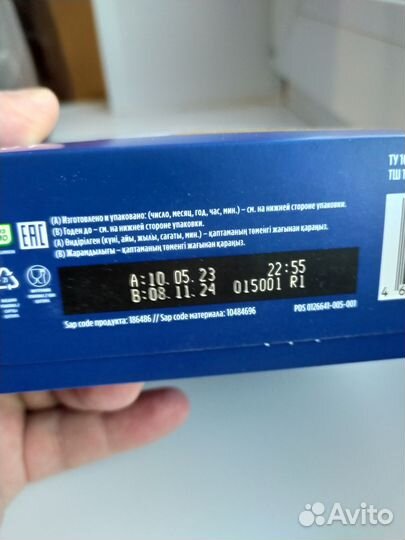 ТУ 10
ТШ 1
(А) Изготовлено и упаковано: (число, месяц, год, час, мин.) – см. на нижней стороне упаковки.
(В) Годен до – см. на нижней стороне упаковки.
(А) Өндірілген (күні, айы, жылы, сағаты, мин.) – қаптаманың төменгі жағынан қараңыз.
(В) Жарамдылығы – қаптаманың төменгі жағынан қараңыз.
EAC
A:10.05.23 22:55
B:08.11.24 015001 R1
Sap code продукта: 186486 // Sap code материала: 10484696
PDS 0126641-005-001
Avito